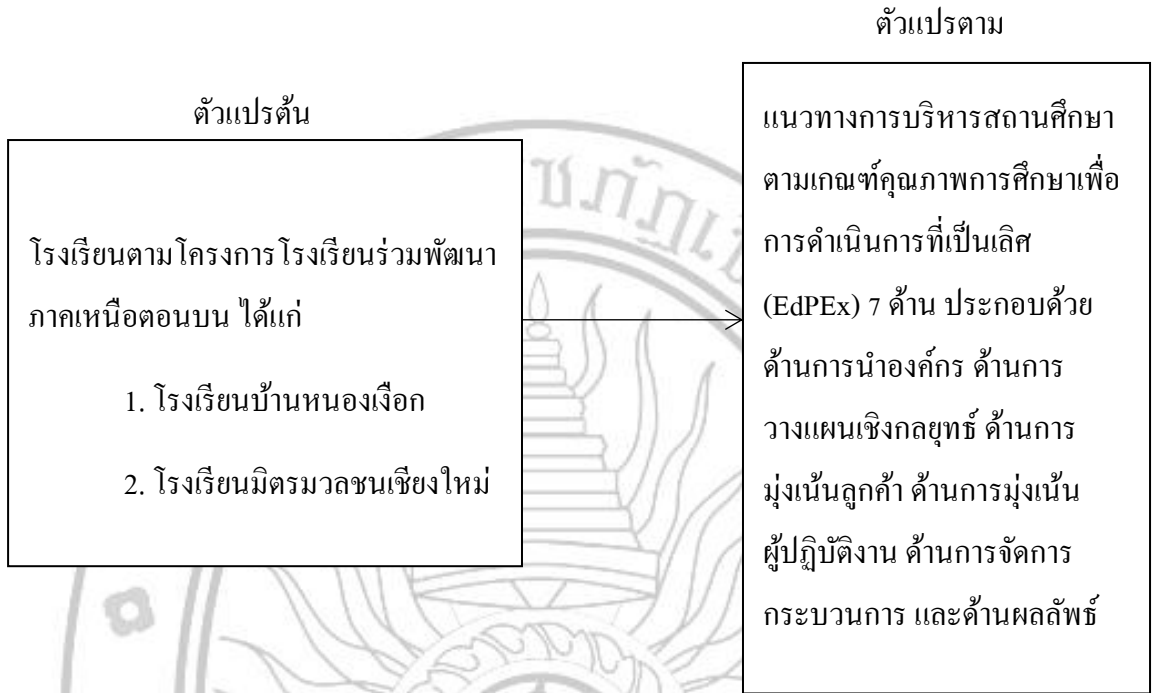 ตัวแปรตาม
ตัวแปรต้น
โรงเรียนตามโครงการโรงเรียนร่วมพัฒนา
ภาคเหนือตอนบน ได้แก่
1. โรงเรียนบ้านหนองเงือก
2. โรงเรียนมิตรมวลชนเชียงใหม่
แนวทางการบริหารสถานศึกษา
ตามเกณฑ์คุณภาพการศึกษาเพื่อ
การดำเนินการที่เป็นเลิศ
(EdPEx) 7 ด้าน ประกอบด้วย
ด้านการนำองค์กร ด้านการ
วางแผนเชิงกลยุทธ์ ด้านการ
มุ่งเน้นลูกค้า ด้านการมุ่งเน้น
ผู้ปฏิบัติงาน ด้านการจัดการ
กระบวนการ และด้านผลลัพธ์